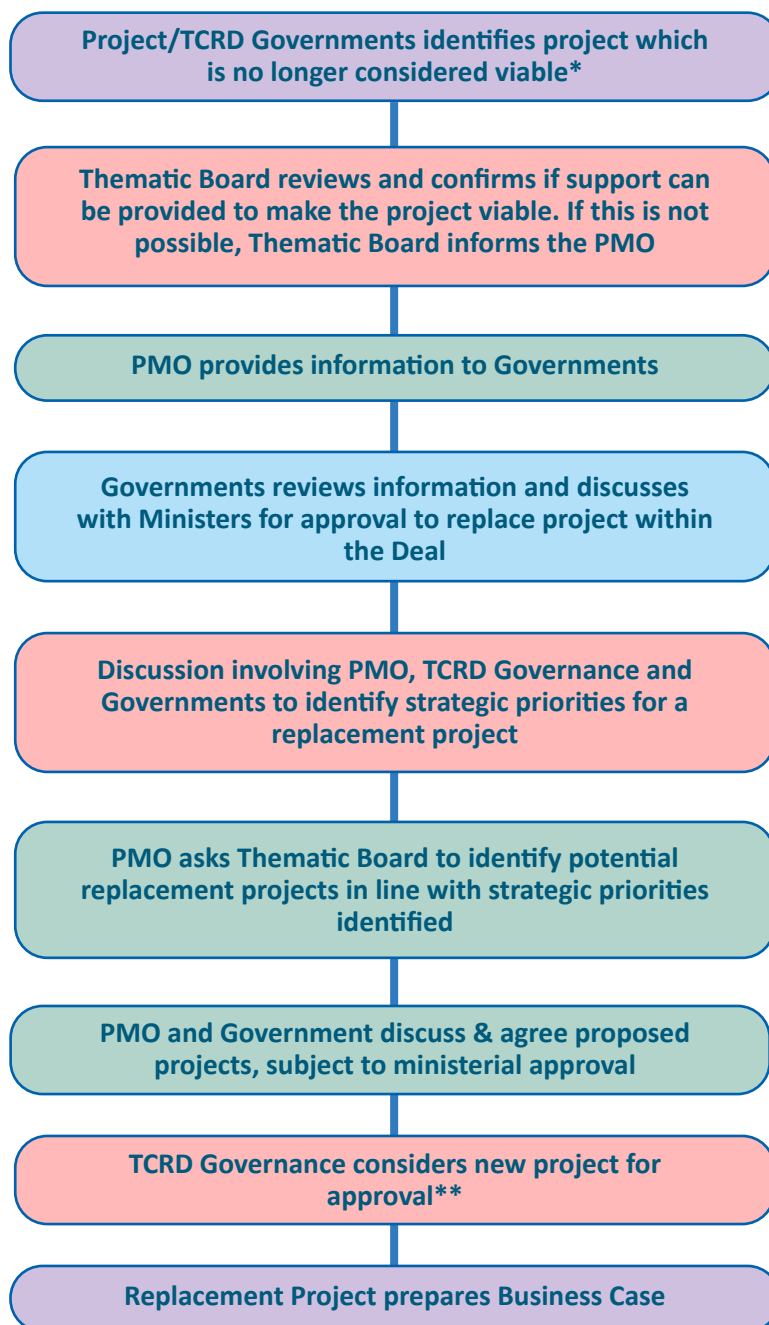 Project/TCRD Governments identifies project which
is no longer considered viable*
Thematic Board reviews and confirms if support can
be provided to make the project viable. If this is not
possible, Thematic Board informs the PMO
PMO provides information to Governments
Governments reviews information and discusses
with Ministers for approval to replace project within
the Deal
Discussion involving PMO, TCRD Governance and
Governments to identify strategic priorities for a
replacement project
PMO asks Thematic Board to identify potential
replacement projects in line with strategic priorities
identified
PMO and Government discuss & agree proposed
projects, subject to ministerial approval
TCRD Governance considers new project for
approval**
Replacement Project prepares Business Case